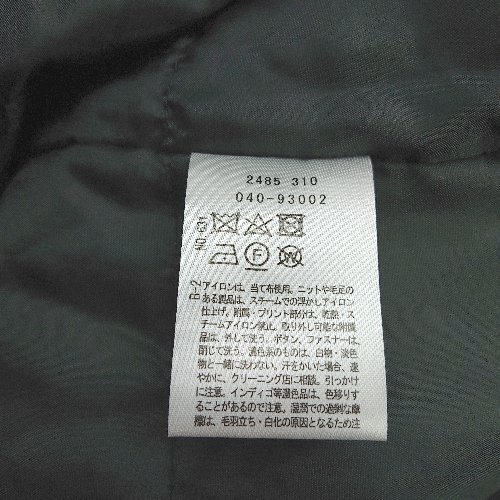 2485 310
040-93002
アイロンは、当て布使用。ニットや毛足の
ある製品は、スチームでの浮かしアイロン
仕上げ。附属・プリント部分は、乾熱・ス
チームアイロン禁止。取り外し可能な附属
品は、外して洗う。ボタン、ファスナーは、
閉じて洗う。濃色系のものは、白物・淡色
物と一緒に洗わない。汗をかいた場合、速
やかに、クリーニング店に相談。引っかけ
に注意。インディゴ等濃色品は、色移りす
ることがあるので注意。湿潤での過剰な摩
擦は、毛羽立ち・白化の原因となるため注
B-2